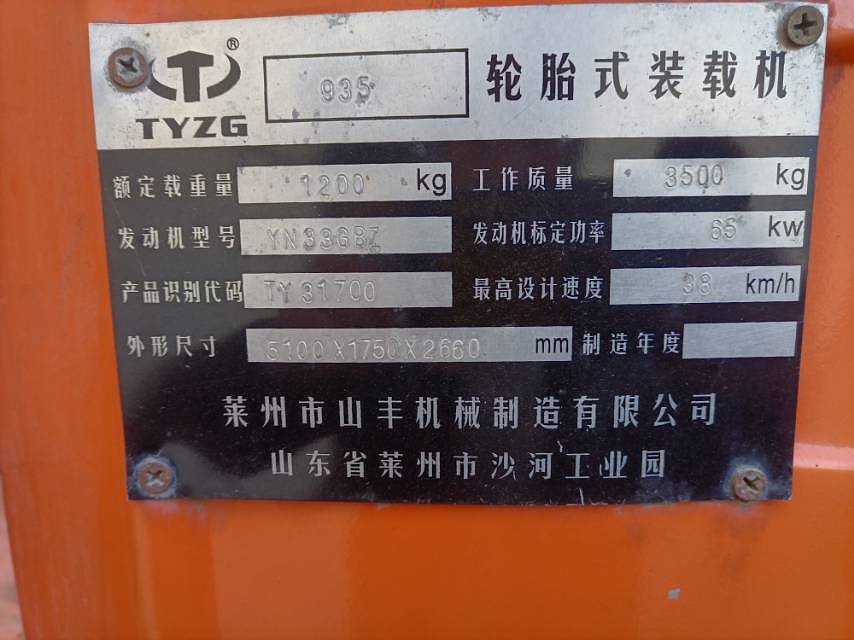 TYZG® 935 轮胎式装载机
额定载重量 1200 kg 工作质量 3500 kg
发动机型号 YN33GBZ 发动机标定功率 65 kw
产品识别代码 TY31700 最高设计速度 38 km/h
外形尺寸 5100X1750X2660 mm 制造年度
莱州市山丰机械制造有限公司
山东省莱州市沙河工业园